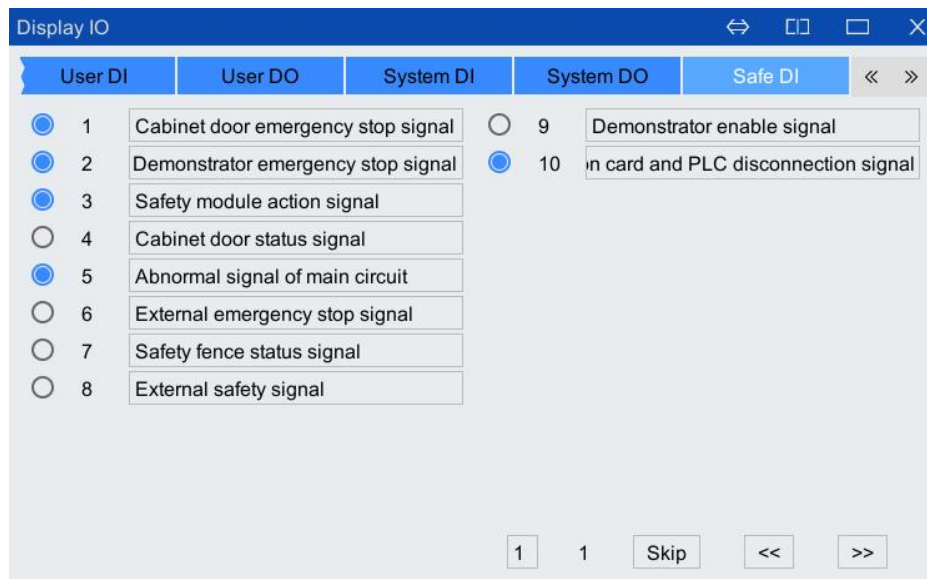 Display IO
User DI User DO System DI System DO Safe DI « »
1 Cabinet door emergency stop signal
2 Demonstrator emergency stop signal
3 Safety module action signal
4 Cabinet door status signal
5 Abnormal signal of main circuit
6 External emergency stop signal
7 Safety fence status signal
8 External safety signal
9 Demonstrator enable signal
10 on card and PLC disconnection signal
1 1 Skip << >>